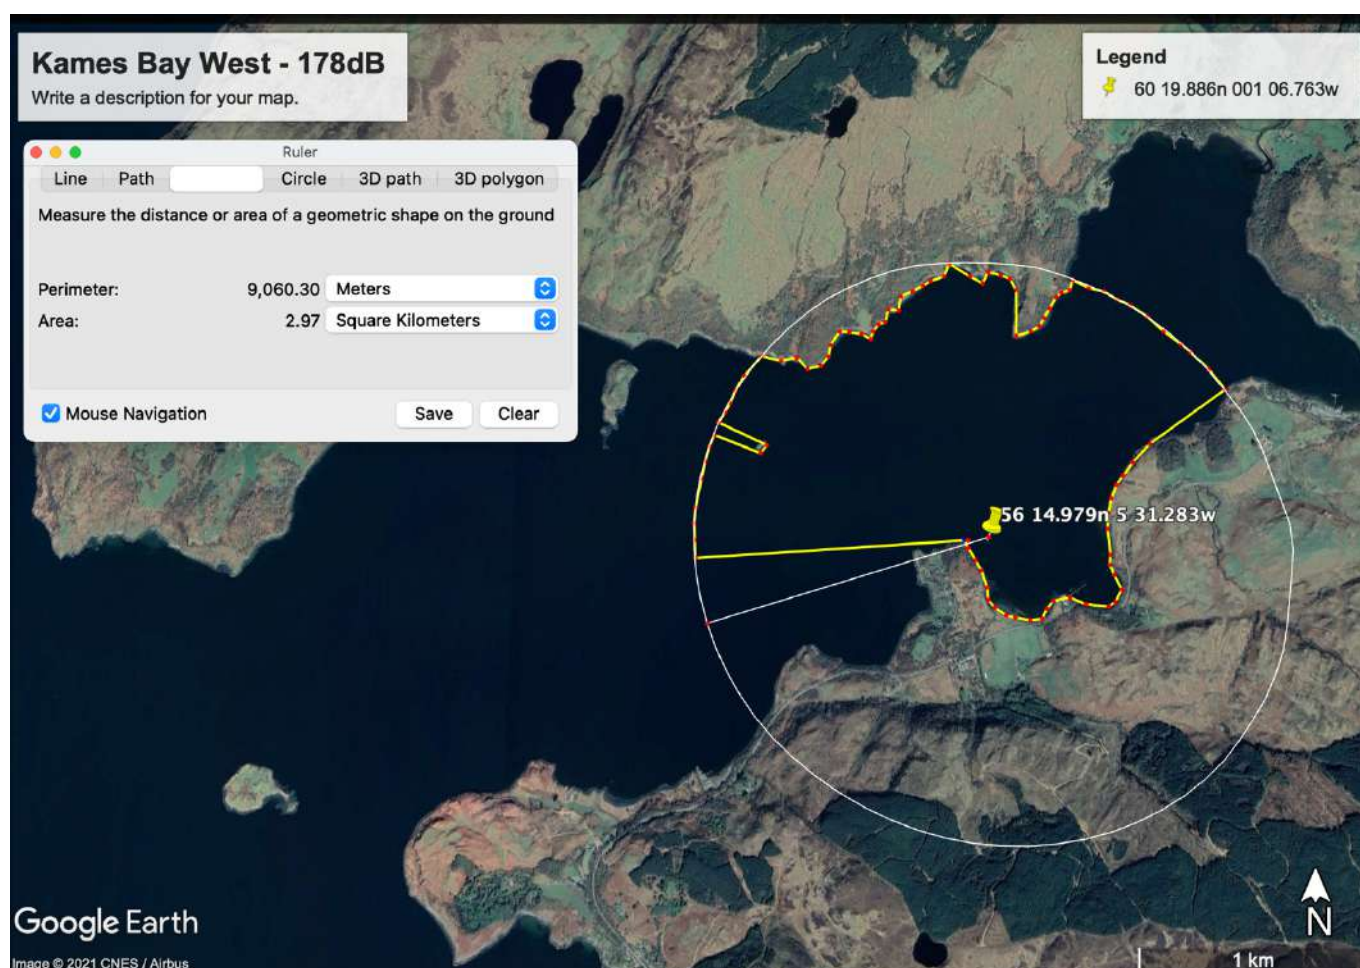 Kames Bay West - 178dB
Write a description for your map.
Legend
60 19.886n 001 06.763w
Ruler
Line Path Circle 3D path 3D polygon
Measure the distance or area of a geometric shape on the ground
Perimeter: 9,060.30 Meters
Area: 2.97 Square Kilometers
Mouse Navigation Save Clear
56 14.979n 5 31.283w
Google Earth
N
Image © 2021 CNES / Airbus
1 km